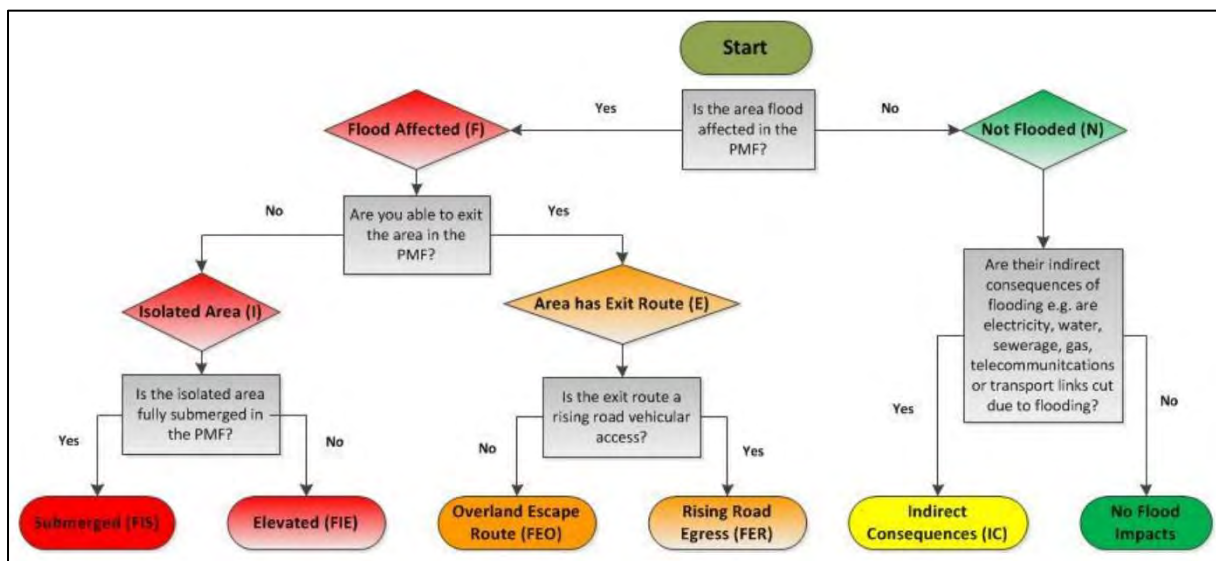 Start
Yes
Is the area flood
affected in the
PMF?
No
Flood Affected (F)
Not Flooded (N)
No
Are you able to exit
the area in the
PMF?
Yes
Isolated Area (I)
Area has Exit Route (E)
Are their indirect
consequences of
flooding e.g. are
electricity, water,
sewerage, gas,
telecommunitcations
or transport links cut
due to flooding?
Is the isolated area
fully submerged in
the PMF?
Yes
No
Is the exit route a
rising road vehicular
access?
No
Yes
Yes
No
Submerged (FIS)
Elevated (FIE)
Overland Escape
Route (FEO)
Rising Road
Egress (FER)
Indirect
Consequences (IC)
No Flood
Impacts